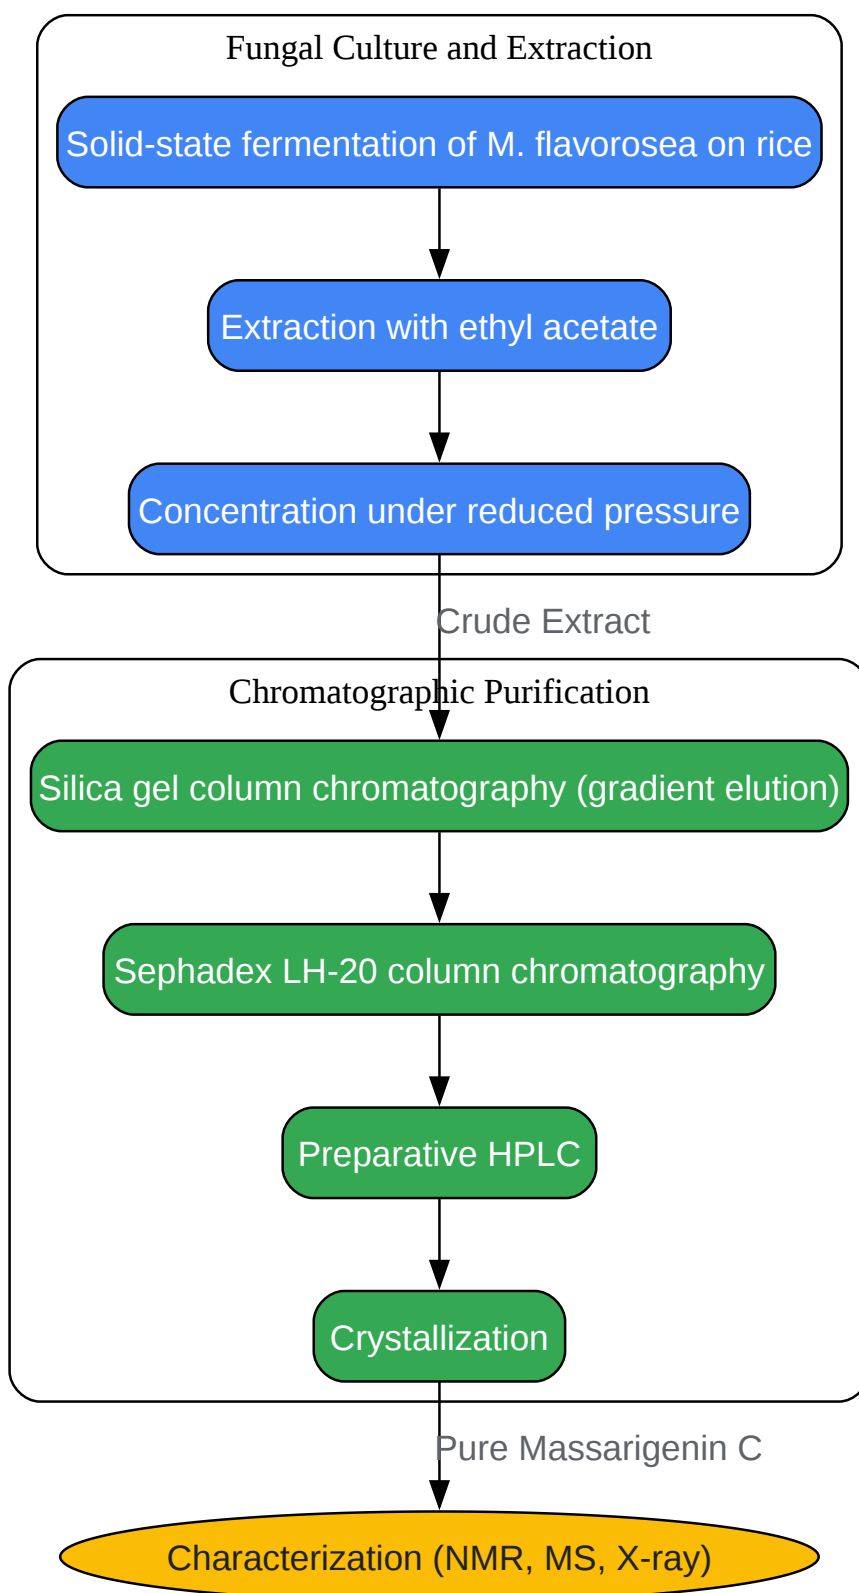 Fungal Culture and Extraction
Solid-state fermentation of M. flavorosea on rice
Extraction with ethyl acetate
Concentration under reduced pressure
Crude Extract
Chromatographic Purification
Silica gel column chromatography (gradient elution)
Sephadex LH-20 column chromatography
Preparative HPLC
Crystallization
Pure Massarigenin C
Characterization (NMR, MS, X-ray)